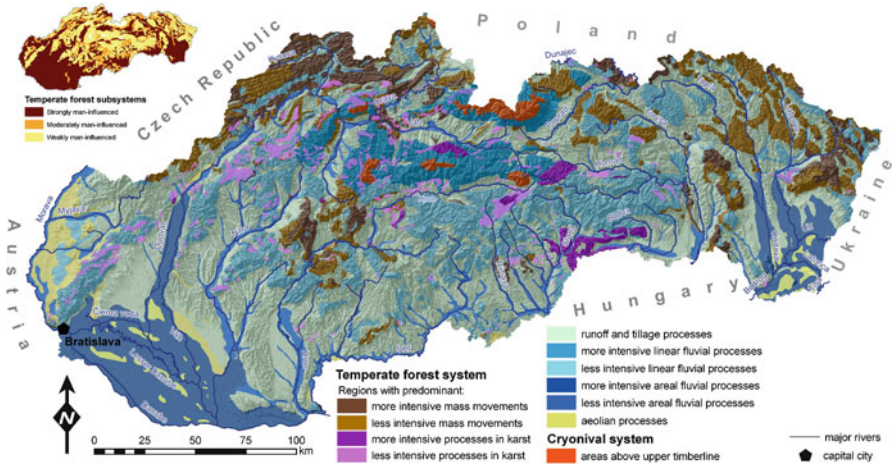 Poland
Czech Republic
Dunajec
Temperate forest subsystems
Strongly man-influenced
Moderately man-influenced
Weakly man-influenced
Morava
Myjava
Austria
Ukraine
Hungary
Čierna voda
Bratislava
Danube
N
0 25 50 75 100
km
Temperate forest system
Regions with predominant:
more intensive mass movements
less intensive mass movements
more intensive processes in karst
less intensive processes in karst
runoff and tillage processes
more intensive linear fluvial processes
less intensive linear fluvial processes
more intensive areal fluvial processes
less intensive areal fluvial processes
aeolian processes
Cryonival system
areas above upper timberline
major rivers
capital city